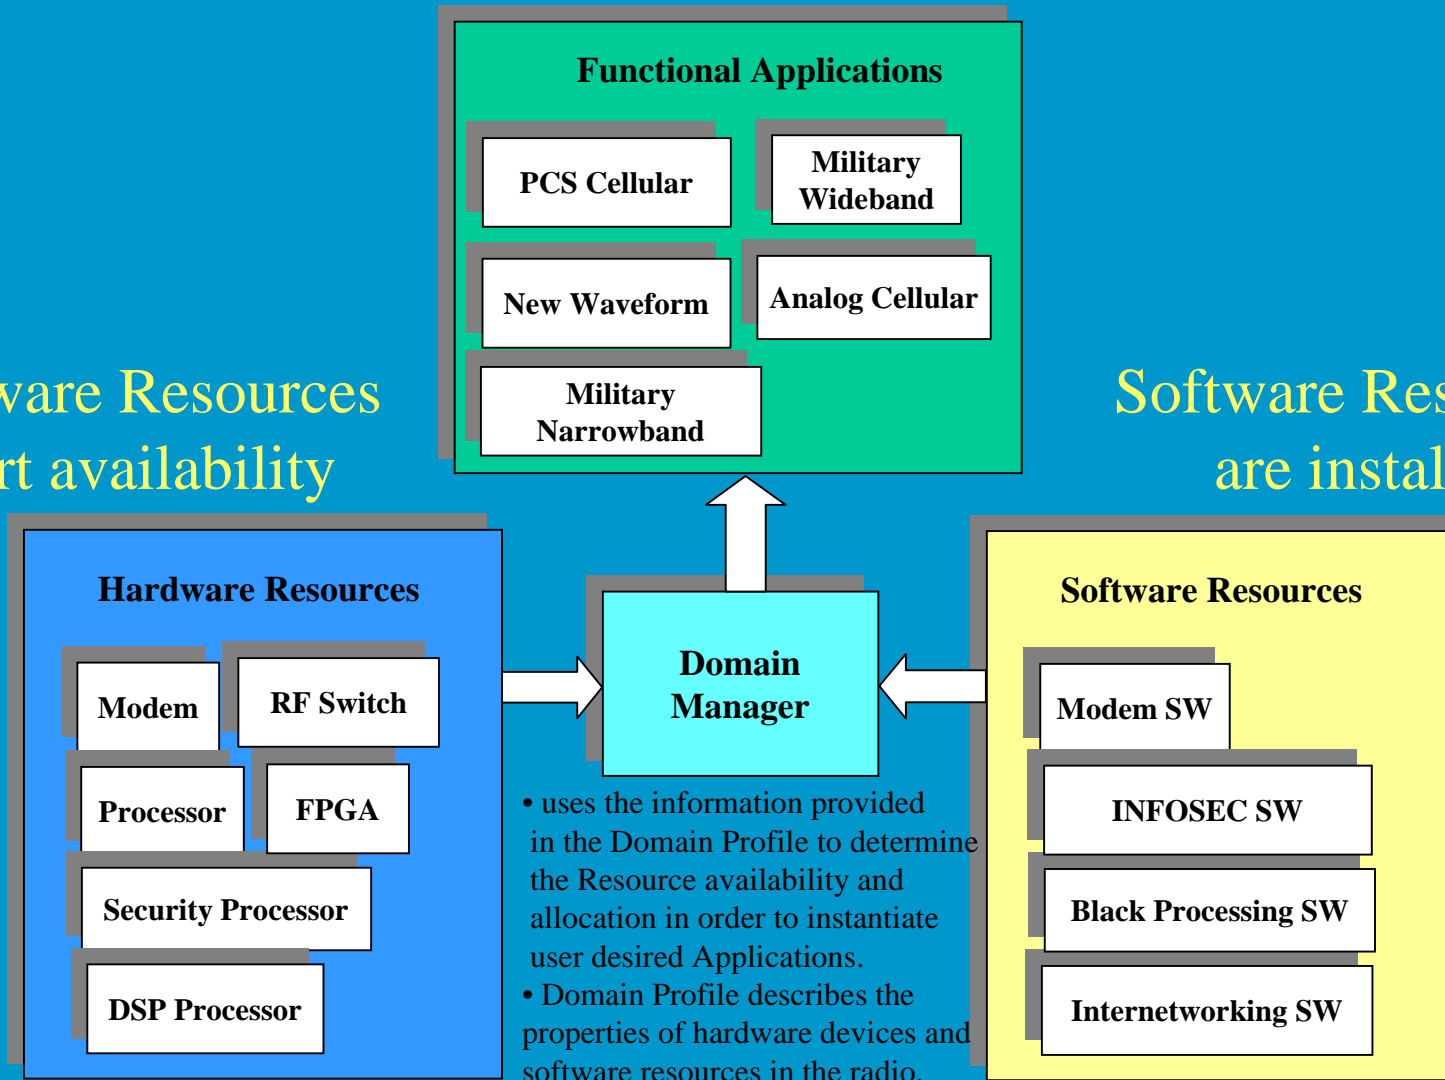 Functional Applications
PCS Cellular
Military
Wideband
New Waveform
Analog Cellular
Military
Narrowband
Resources
availability
Software
are
Hardware Resources
Modem
RF Switch
Processor
FPGA
Security Processor
DSP Processor
Domain
Manager
• uses the information provided
in the Domain Profile to determine
the Resource availability and
allocation in order to instantiate
user desired Applications.
• Domain Profile describes the
properties of hardware devices and
software resources in the radio.
Software Resources
Modem SW
INFOSEC SW
Black Processing SW
Internetworking SW